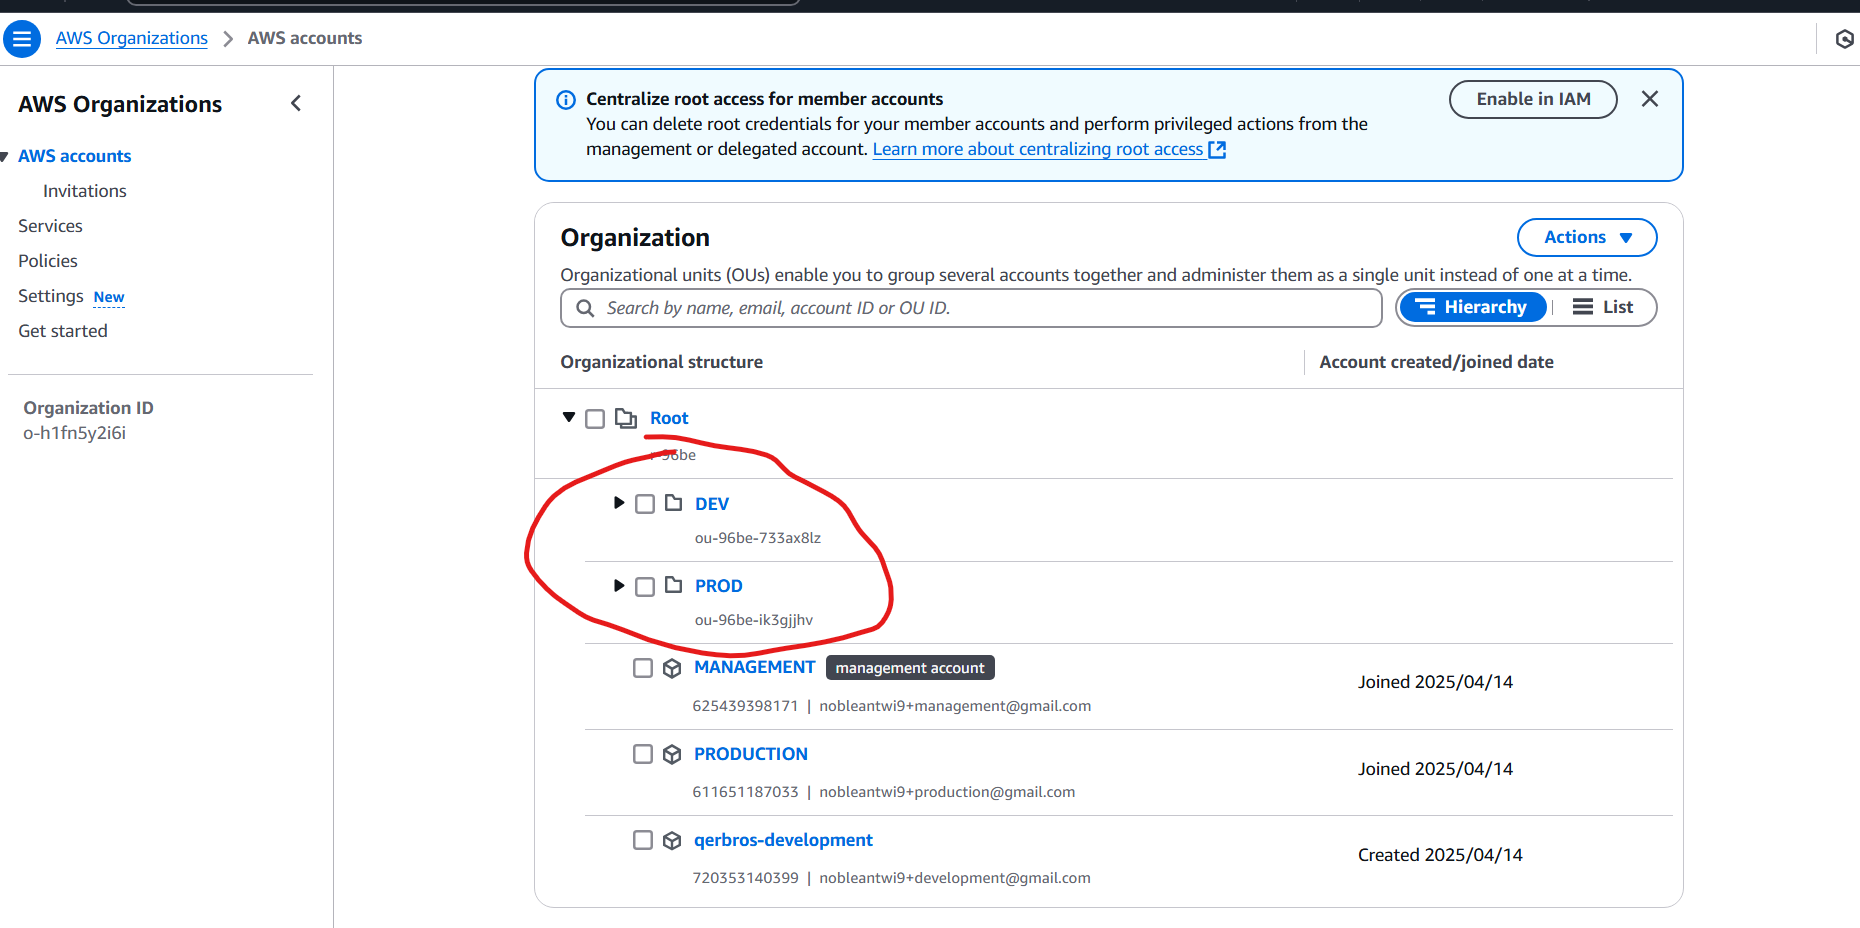 AWS Organizations > AWS accounts
AWS Organizations
AWS accounts
Invitations
Services
Policies
Settings New
Get started
Organization ID
o-h1fn5y2i6i
Centralize root access for member accounts
You can delete root credentials for your member accounts and perform privileged actions from the
management or delegated account. Learn more about centralizing root access
Enable in IAM
Organization
Actions
Organizational units (OUs) enable you to group several accounts together and administer them as a single unit instead of one at a time.
Search by name, email, account ID or OU ID.
Hierarchy
List
Organizational structure
Account created/joined date
Root
r-96be
DEV
ou-96be-733ax8lz
PROD
ou-96be-ik3gjjhv
MANAGEMENT management account
625439398171 | nobleantwi9+management@gmail.com
Joined 2025/04/14
PRODUCTION
611651187033 | nobleantwi9+production@gmail.com
Joined 2025/04/14
qerbros-development
720353140399 | nobleantwi9+development@gmail.com
Created 2025/04/14